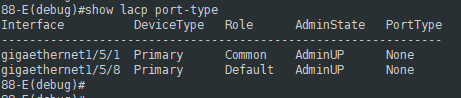 88-E(debug)#show lacp port-type
Interface          DeviceType  Role     AdminState  PortType
------------------------------------------------------------
gigaethernet1/5/1  Primary     Common   AdminUP     None
gigaethernet1/5/8  Primary     Default  AdminUP     None
88-E(debug)#
88-E(debug)#